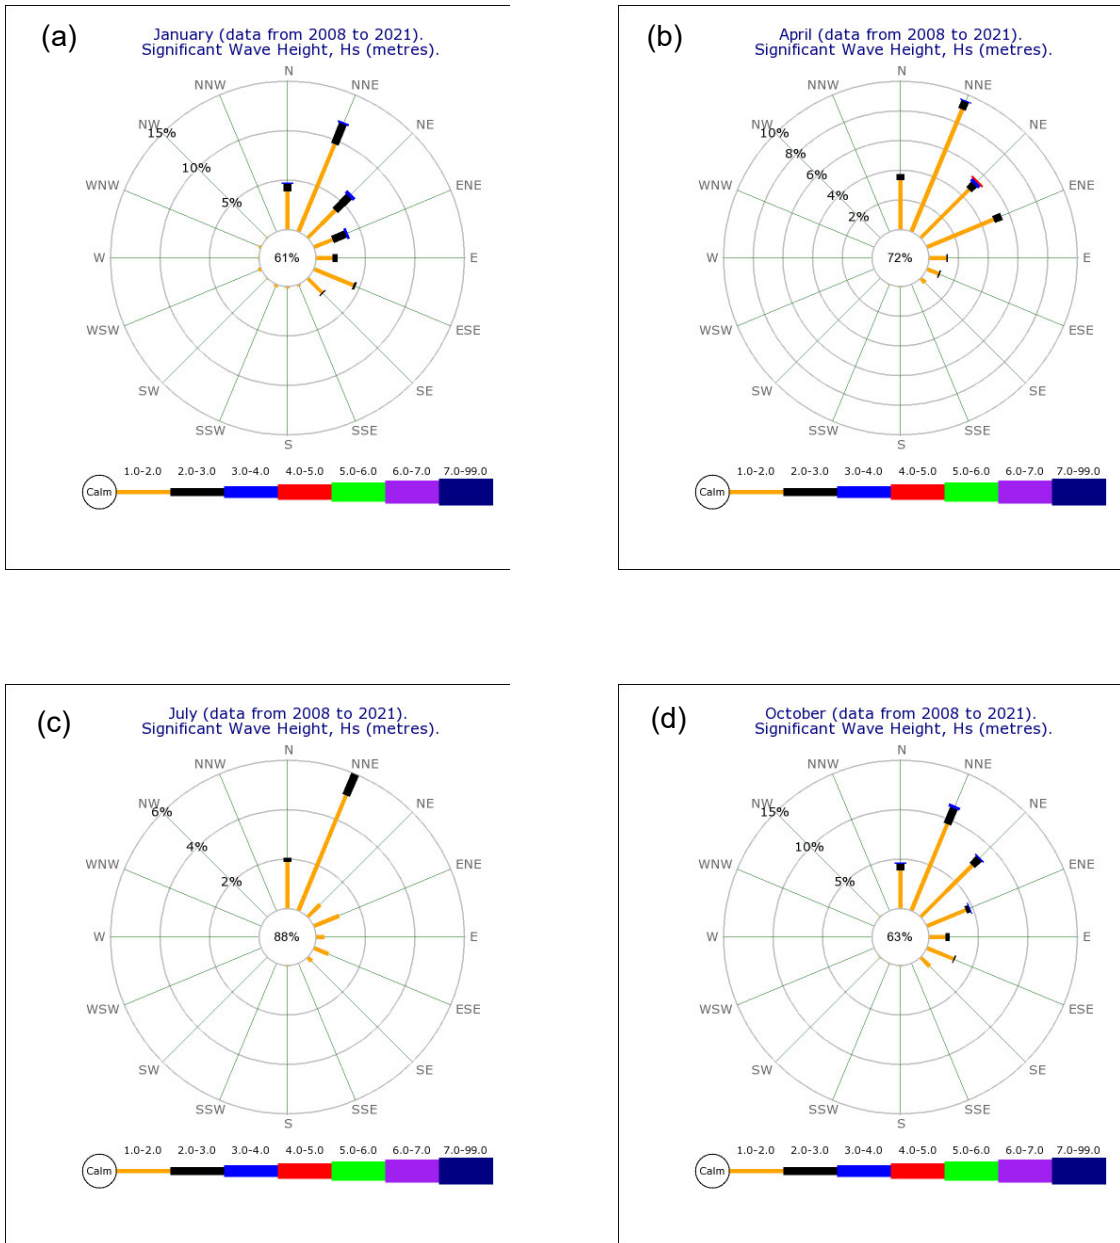 (a)
January (data from 2008 to 2021).
Significant Wave Height, Hs (metres).
N
NNW
NNE
NW
NE
15%
10%
5%
WNW
ENE
W
61%
E
WSW
ESE
SW
SE
SSW
SSE
S
1.0-2.0 2.0-3.0 3.0-4.0 4.0-5.0 5.0-6.0 6.0-7.0 7.0-99.0
Calm
(b)
April (data from 2008 to 2021).
Significant Wave Height, Hs (metres).
N
NNW
NNE
NW
NE
10%
8%
6%
4%
2%
WNW
ENE
W
72%
E
WSW
ESE
SW
SE
SSW
SSE
S
1.0-2.0 2.0-3.0 3.0-4.0 4.0-5.0 5.0-6.0 6.0-7.0 7.0-99.0
Calm
(c)
July (data from 2008 to 2021).
Significant Wave Height, Hs (metres).
N
NNW
NNE
NW
NE
6%
4%
2%
WNW
ENE
W
88%
E
WSW
ESE
SW
SE
SSW
SSE
S
1.0-2.0 2.0-3.0 3.0-4.0 4.0-5.0 5.0-6.0 6.0-7.0 7.0-99.0
Calm
(d)
October (data from 2008 to 2021).
Significant Wave Height, Hs (metres).
N
NNW
NNE
NW
NE
15%
10%
5%
WNW
ENE
W
63%
E
WSW
ESE
SW
SE
SSW
SSE
S
1.0-2.0 2.0-3.0 3.0-4.0 4.0-5.0 5.0-6.0 6.0-7.0 7.0-99.0
Calm